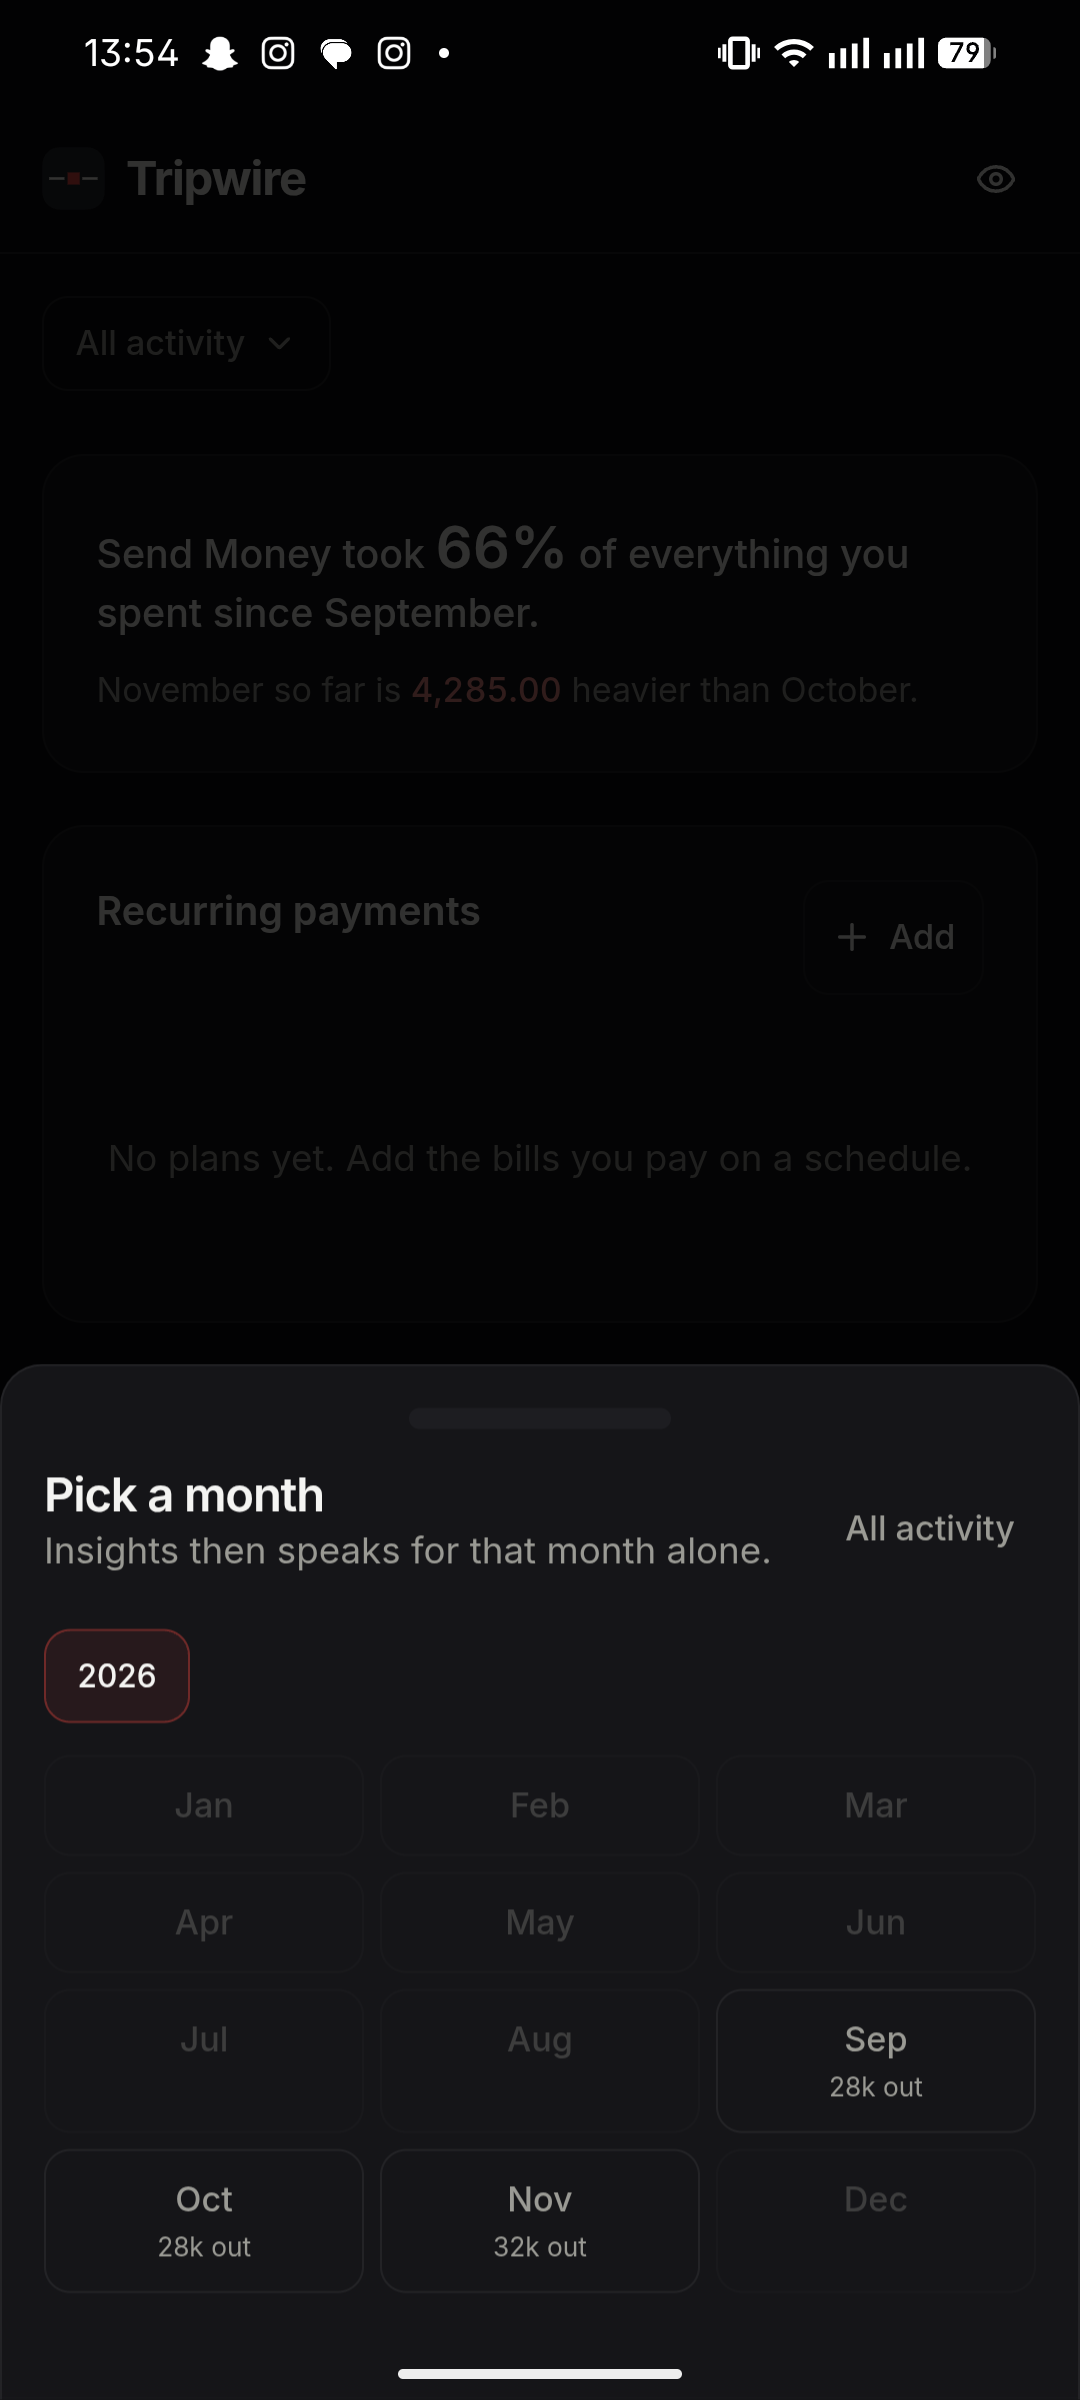 13:54
79
Tripwire
All activity
Send Money took 66% of everything you
spent since September.
November so far is 4,285.00 heavier than October.
Recurring payments
Add
No plans yet. Add the bills you pay on a schedule.
Pick a month
Insights then speaks for that month alone.
All activity
2026
Jan
Feb
Mar
Apr
May
Jun
Jul
Aug
Sep
28k out
Oct
28k out
Nov
32k out
Dec